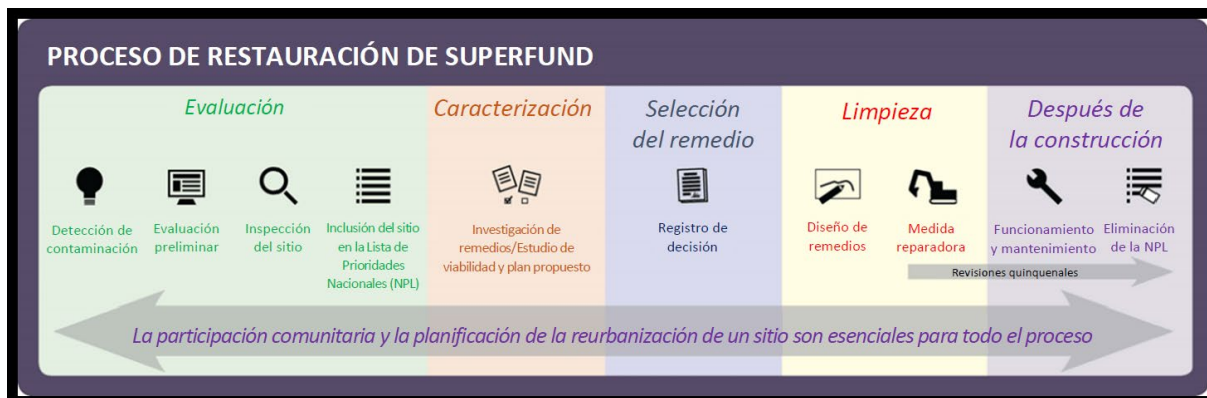 PROCESO DE RESTAURACIÓN DE SUPERFUND
Evaluación
Detección de
contaminación
Evaluación
preliminar
Inspección
del sitio
Inclusión del sitio
en la Lista de
Prioridades
Nacionales (NPL)
Caracterización
Investigación de
remedios/Estudio de
viabilidad y plan propuesto
Selección
del remedio
Registro de
decisión
Limpieza
Diseño de
remedios
Medida
reparadora
Después de
la construcción
Funcionamiento
y mantenimiento
Eliminación
de la NPL
Revisiones quinquenales
La participación comunitaria y la planificación de la reurbanización de un sitio son esenciales para todo el proceso